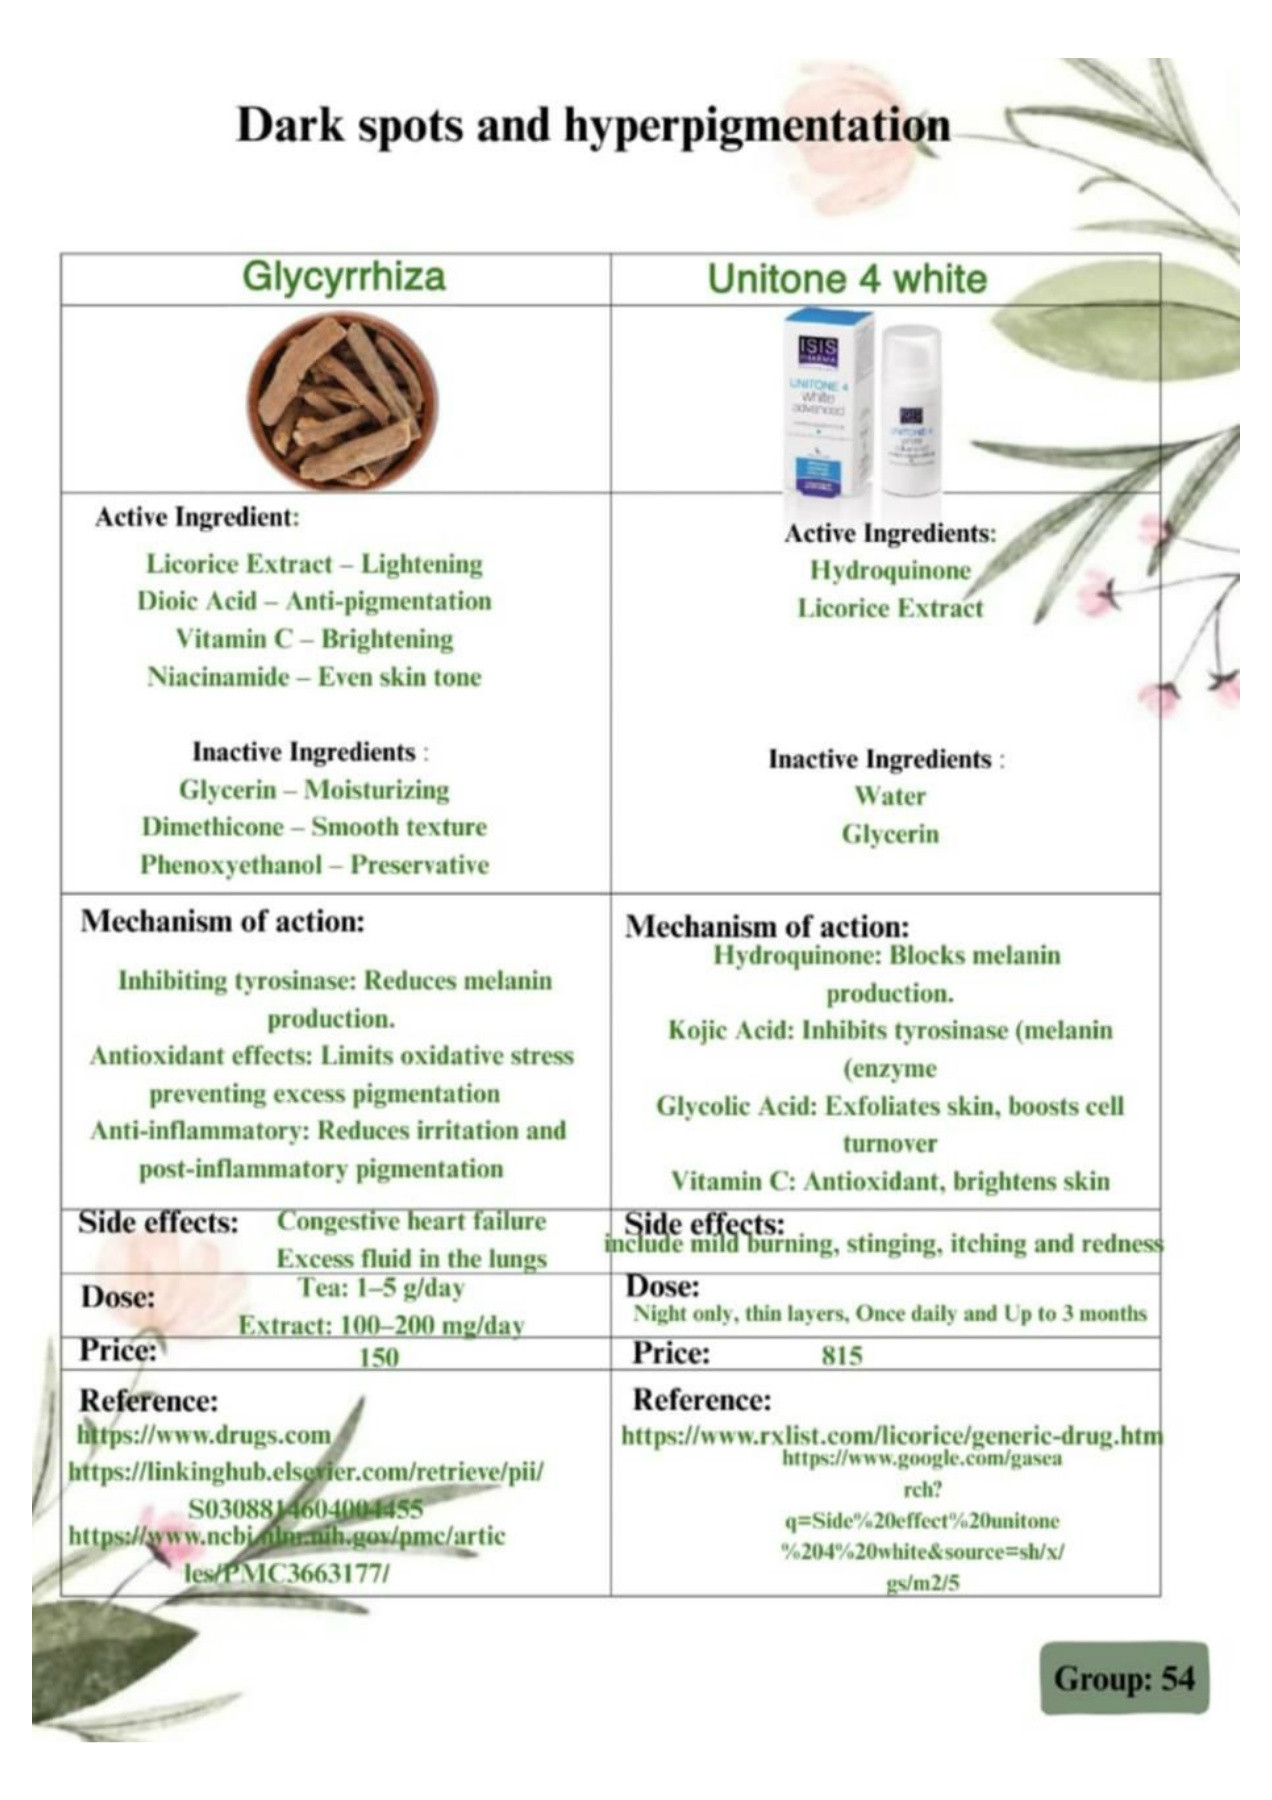 Dark spots and hyperpigmentation
Glycyrrhiza
Unitone 4 white
ISIS
UNITONE 4
white
advanced
Active Ingredient:
Licorice Extract – Lightening
Dioic Acid – Anti-pigmentation
Vitamin C – Brightening
Niacinamide – Even skin tone
Inactive Ingredients :
Glycerin – Moisturizing
Dimethicone – Smooth texture
Phenoxyethanol – Preservative
Active Ingredients:
Hydroquinone
Licorice Extract
Inactive Ingredients :
Water
Glycerin
Mechanism of action:
Inhibiting tyrosinase: Reduces melanin
production.
Antioxidant effects: Limits oxidative stress
preventing excess pigmentation
Anti-inflammatory: Reduces irritation and
post-inflammatory pigmentation
Mechanism of action:
Hydroquinone: Blocks melanin
production.
Kojic Acid: Inhibits tyrosinase (melanin
(enzyme
Glycolic Acid: Exfoliates skin, boosts cell
turnover
Vitamin C: Antioxidant, brightens skin
Side effects:
Congestive heart failure
Excess fluid in the lungs
Side effects:
include mild burning, stinging, itching and redness
Dose:
Tea: 1–5 g/day
Extract: 100–200 mg/day
Dose:
Night only, thin layers, Once daily and Up to 3 months
Price:
150
Price:
815
Reference:
https://www.drugs.com
https://linkinghub.elsevier.com/retrieve/pii/
S0308814604004455
https://www.ncbi.nlm.nih.gov/pmc/artic
les/PMC3663177/
Reference:
https://www.rxlist.com/licorice/generic-drug.htm
https://www.google.com/gasea
rch?
q=Side%20effect%20unitone
%204%20white&source=sh/x/
gs/m2/5
Group: 54